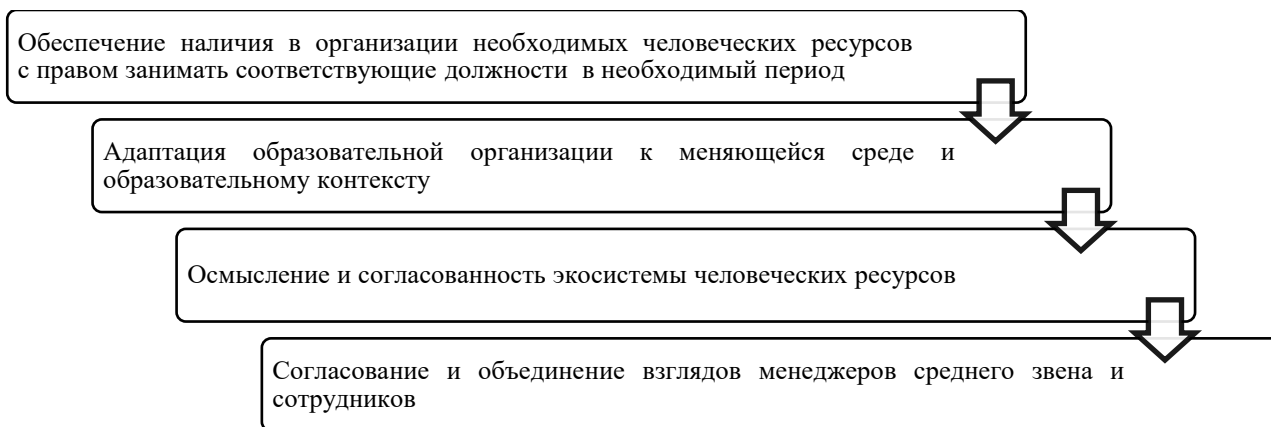 Обеспечение наличия в организации необходимых человеческих ресурсов
с правом занимать соответствующие должности в необходимый период
Адаптация образовательной организации к меняющейся среде и
образовательному контексту
Осмысление и согласованность экосистемы человеческих ресурсов
Согласование и объединение взглядов менеджеров среднего звена и
сотрудников